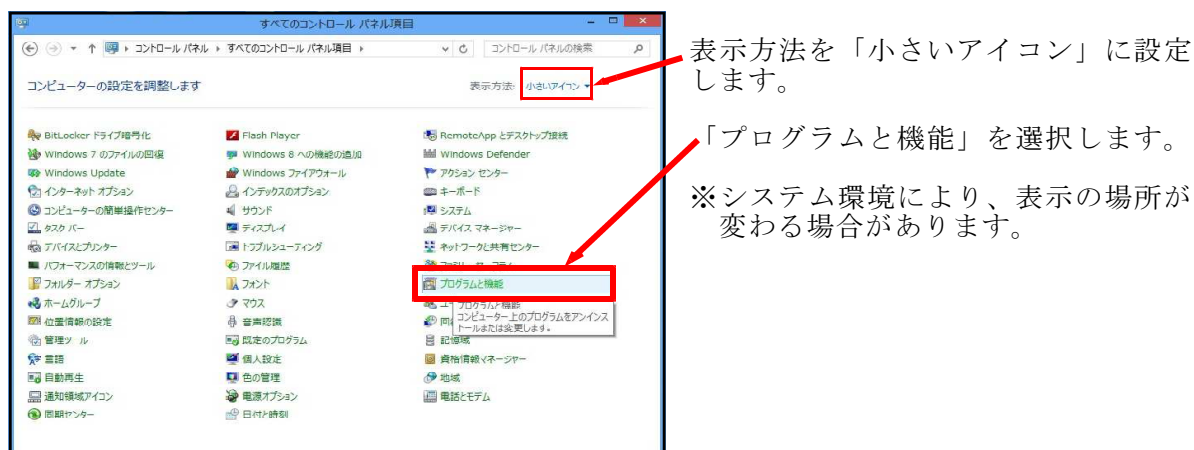 すべてのコントロール パネル項目
コントロール パネル ▸ すべてのコントロール パネル項目 ▸
コントロール パネルの検索
コンピューターの設定を調整します
表示方法: 小さいアイコン
BitLocker ドライブ暗号化
Flash Player
RemoteApp とデスクトップ接続
Windows 7 のファイルの回復
Windows 8 への機能の追加
Windows Defender
Windows Update
Windows ファイアウォール
アクション センター
インターネット オプション
インデックスのオプション
キーボード
コンピューターの簡単操作センター
サウンド
システム
タスク バー
ディスプレイ
デバイス マネージャー
デバイスとプリンター
トラブルシューティング
ネットワークと共有センター
パフォーマンスの情報とツール
ファイル履歴
フォルダー オプション
フォント
プログラムと機能
ホームグループ
マウス
プログラムと機能
コンピューター上のプログラムをアンインス
トールまたは変更します。
位置情報の設定
音声認識
管理ツ ル
既定のプログラム
記憶域
言語
個人設定
資格情報マネージャー
自動再生
色の管理
地域
通知領域アイコン
電源オプション
電話とモデム
同期センター
日付と時刻
表示方法を「小さいアイコン」に設定
します。
「プログラムと機能」を選択します。
※システム環境により、表示の場所が
変わる場合があります。